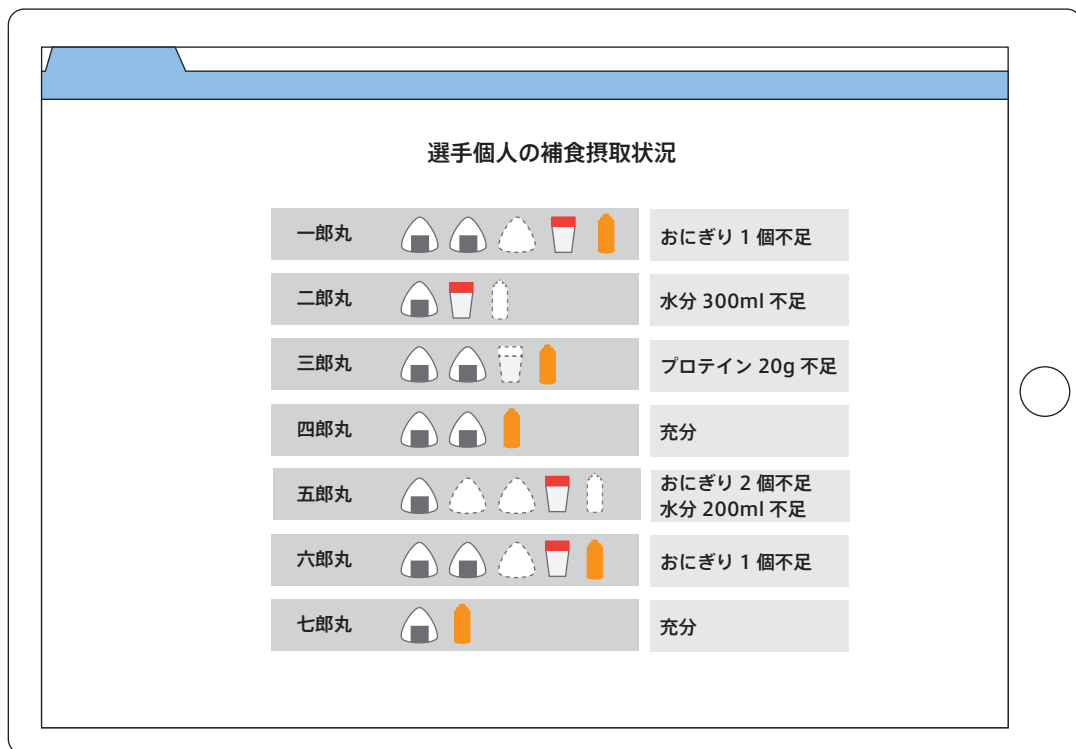 選手個人の補食摂取状況
一郎丸
おにぎり 1 個不足
二郎丸
水分 300ml 不足
三郎丸
プロテイン 20g 不足
四郎丸
充分
五郎丸
おにぎり 2 個不足
水分 200ml 不足
六郎丸
おにぎり 1 個不足
七郎丸
充分